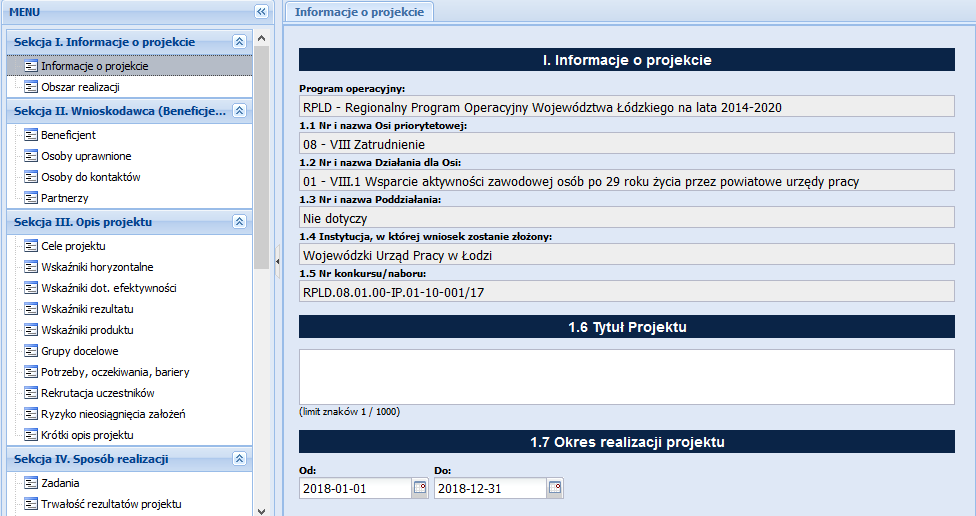 MENU
Sekcja I. Informacje o projekcie
Informacje o projekcie
Obszar realizacji
Sekcja II. Wnioskodawca (Beneficje...
Beneficjent
Osoby uprawnione
Osoby do kontaktów
Partnerzy
Sekcja III. Opis projektu
Cele projektu
Wskaźniki horyzontalne
Wskaźniki dot. efektywności
Wskaźniki rezultatu
Wskaźniki produktu
Grupy docelowe
Potrzeby, oczekiwania, bariery
Rekrutacja uczestników
Ryzyko nieosiągnięcia założeń
Krótki opis projektu
Sekcja IV. Sposób realizacji
Zadania
Trwałość rezultatów projektu
Informacje o projekcie
I. Informacje o projekcie
Program operacyjny:
RPLD - Regionalny Program Operacyjny Województwa Łódzkiego na lata 2014-2020
1.1 Nr i nazwa Osi priorytetowej:
08 - VIII Zatrudnienie
1.2 Nr i nazwa Działania dla Osi:
01 - VIII.1 Wsparcie aktywności zawodowej osób po 29 roku życia przez powiatowe urzędy pracy
1.3 Nr i nazwa Poddziałania:
Nie dotyczy
1.4 Instytucja, w której wniosek zostanie złożony:
Wojewódzki Urząd Pracy w Łodzi
1.5 Nr konkursu/naboru:
RPLD.08.01.00-IP.01-10-001/17
1.6 Tytuł Projektu
(limit znaków 1 / 1000)
1.7 Okres realizacji projektu
Od: Do:
2018-01-01 2018-12-31